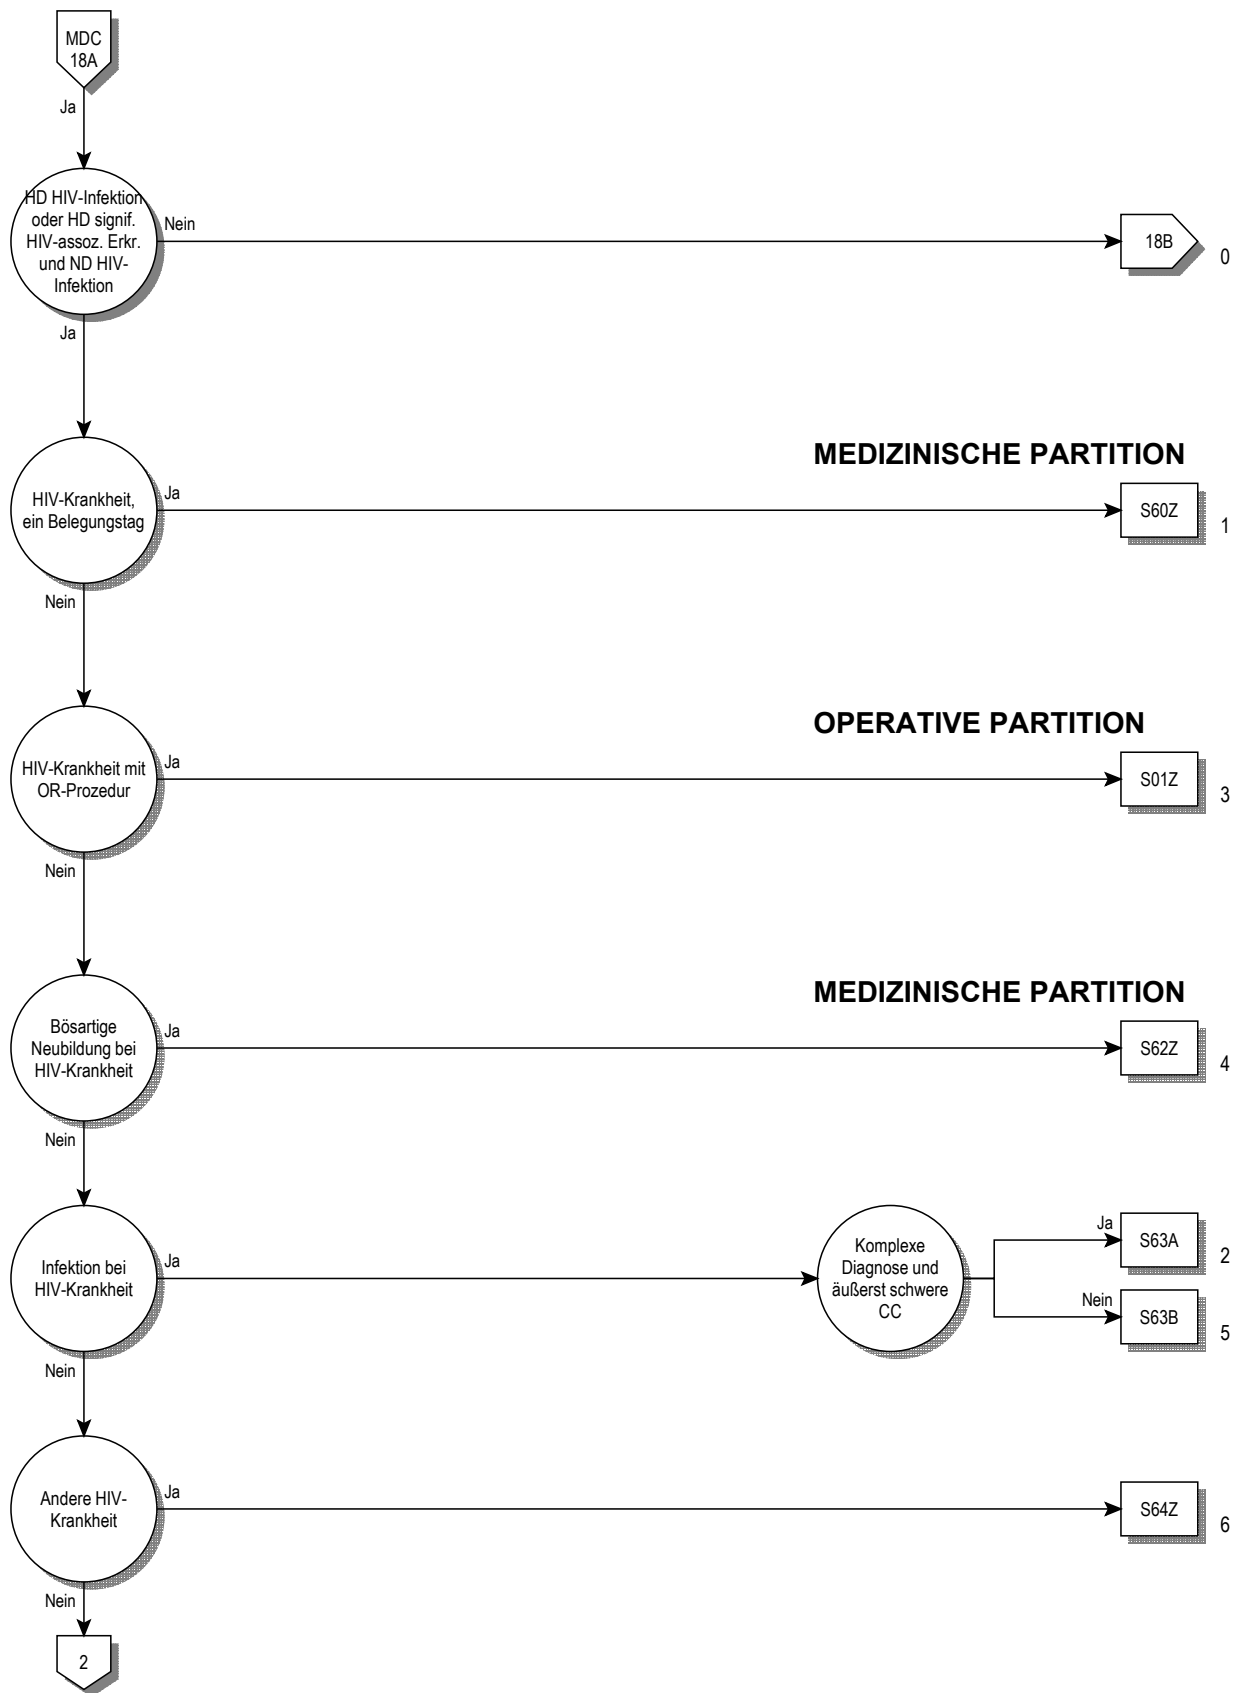 MDC
18A
Ja
HD HIV-Infektion
oder HD signif.
HIV-assoz. Erkr.
und ND HIV-
Infektion
Nein
18B
0
Ja
MEDIZINISCHE PARTITION
HIV-Krankheit,
ein Belegungstag
Ja
S60Z
1
Nein
OPERATIVE PARTITION
HIV-Krankheit mit
OR-Prozedur
Ja
S01Z
3
Nein
MEDIZINISCHE PARTITION
Bösartige
Neubildung bei
HIV-Krankheit
Ja
S62Z
4
Nein
Infektion bei
HIV-Krankheit
Ja
Komplexe
Diagnose und
äußerst schwere
CC
Ja
S63A
2
Nein
S63B
5
Nein
Andere HIV-
Krankheit
Ja
S64Z
6
Nein
2